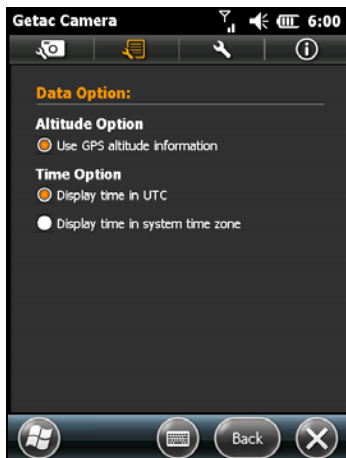 Getac Camera 6:00
Data Option:
Altitude Option
Use GPS altitude information
Time Option
Display time in UTC
Display time in system time zone
Back